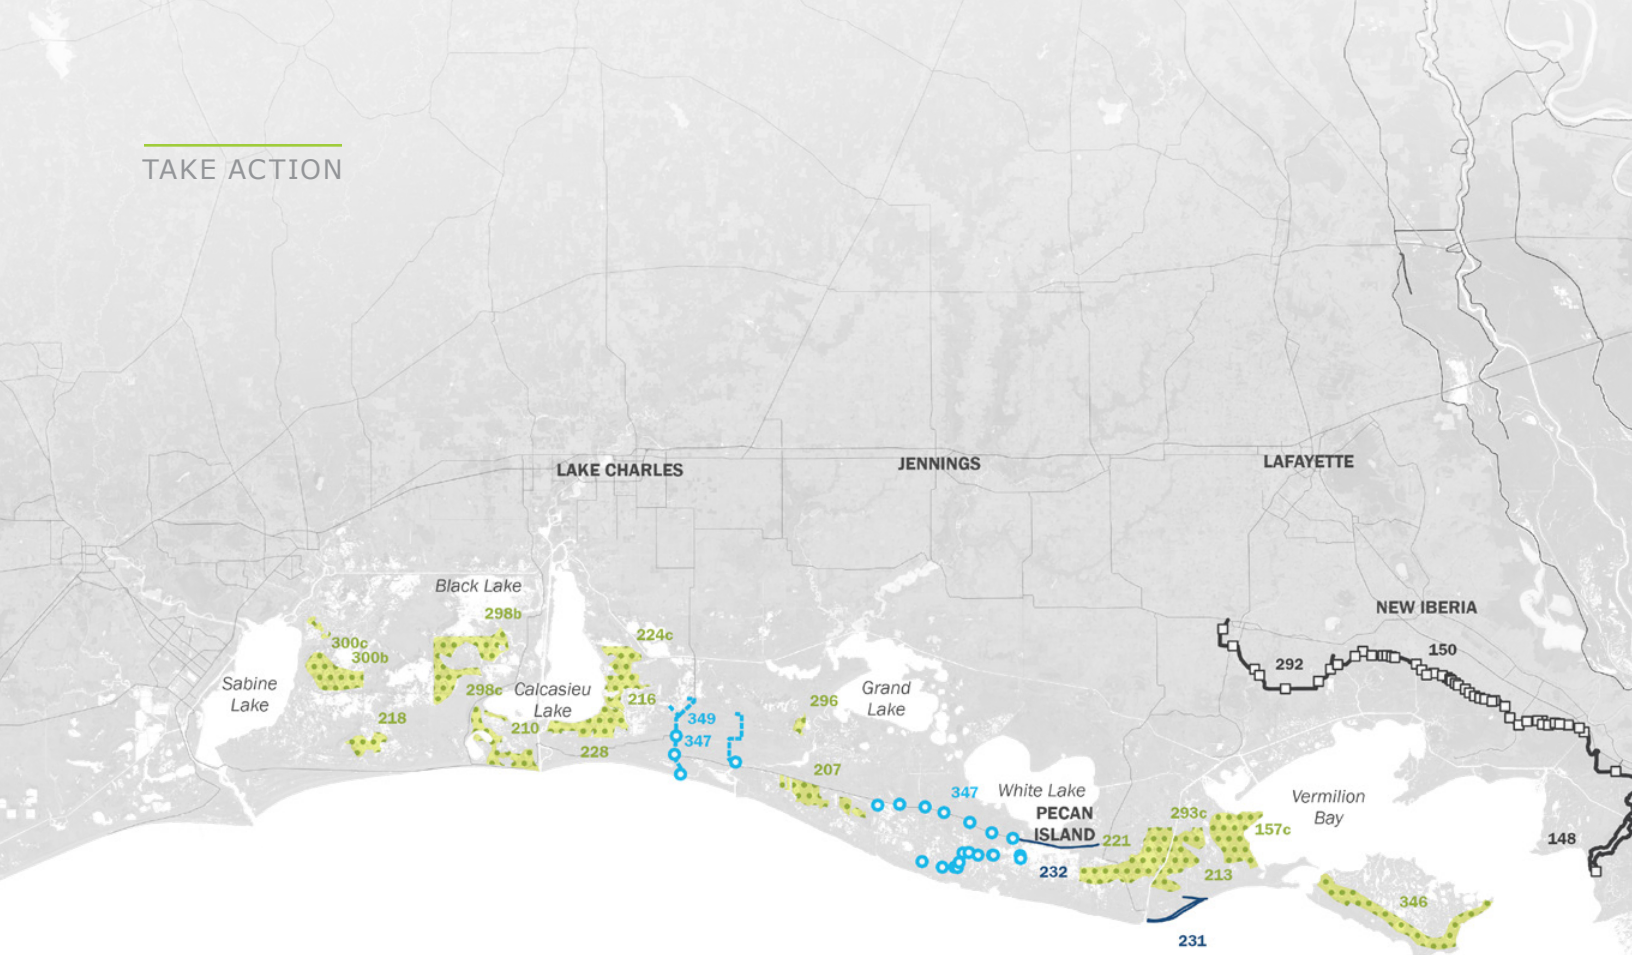 TAKE ACTION
LAKE CHARLES
JENNINGS
LAFAYETTE
Black Lake
298b
NEW IBERIA
300c
300b
224c
150
292
Sabine
Lake
298c
Calcasieu
Lake
216
296
Grand
Lake
218
210
349
347
228
207
347
White Lake
PECAN
ISLAND
Vermilion
Bay
293c
157c
221
148
232
213
346
231